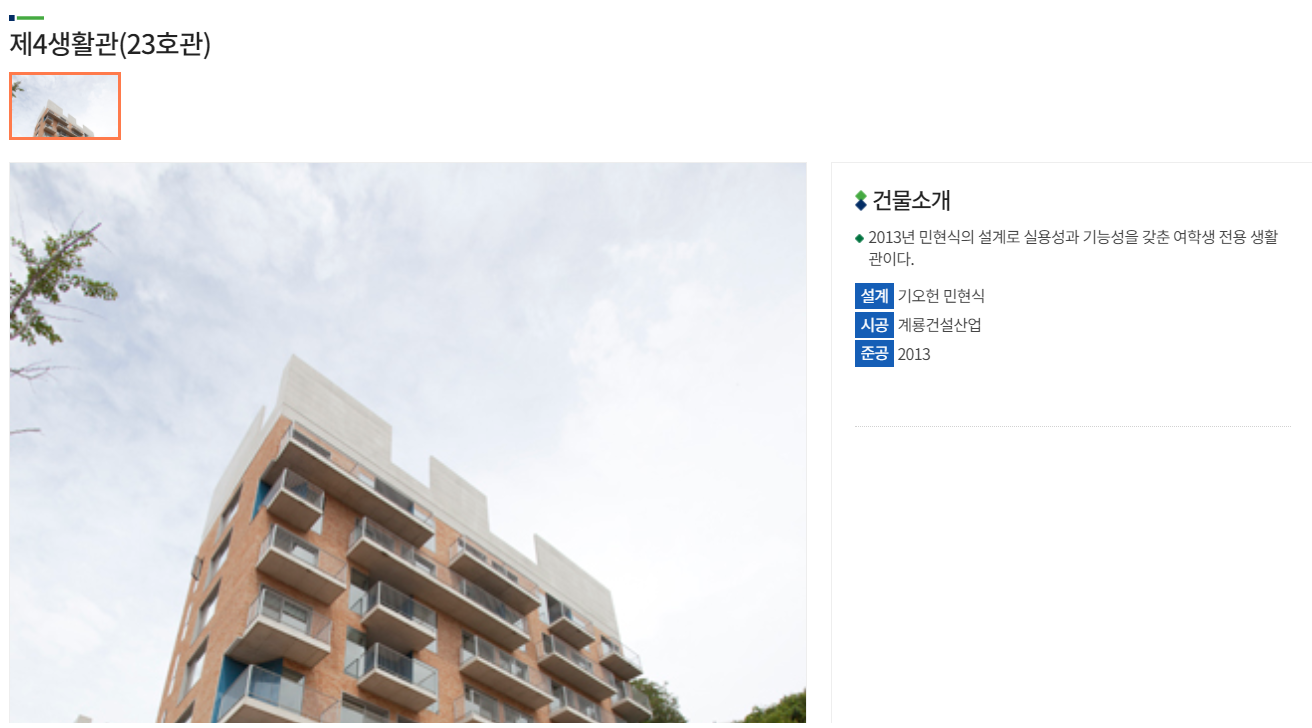 제4생활관(23호관)
건물소개
2013년 민현식의 설계로 실용성과 기능성을 갖춘 여학생 전용 생활
관이다.
설계 기오헌 민현식
시공 계룡건설산업
준공 2013